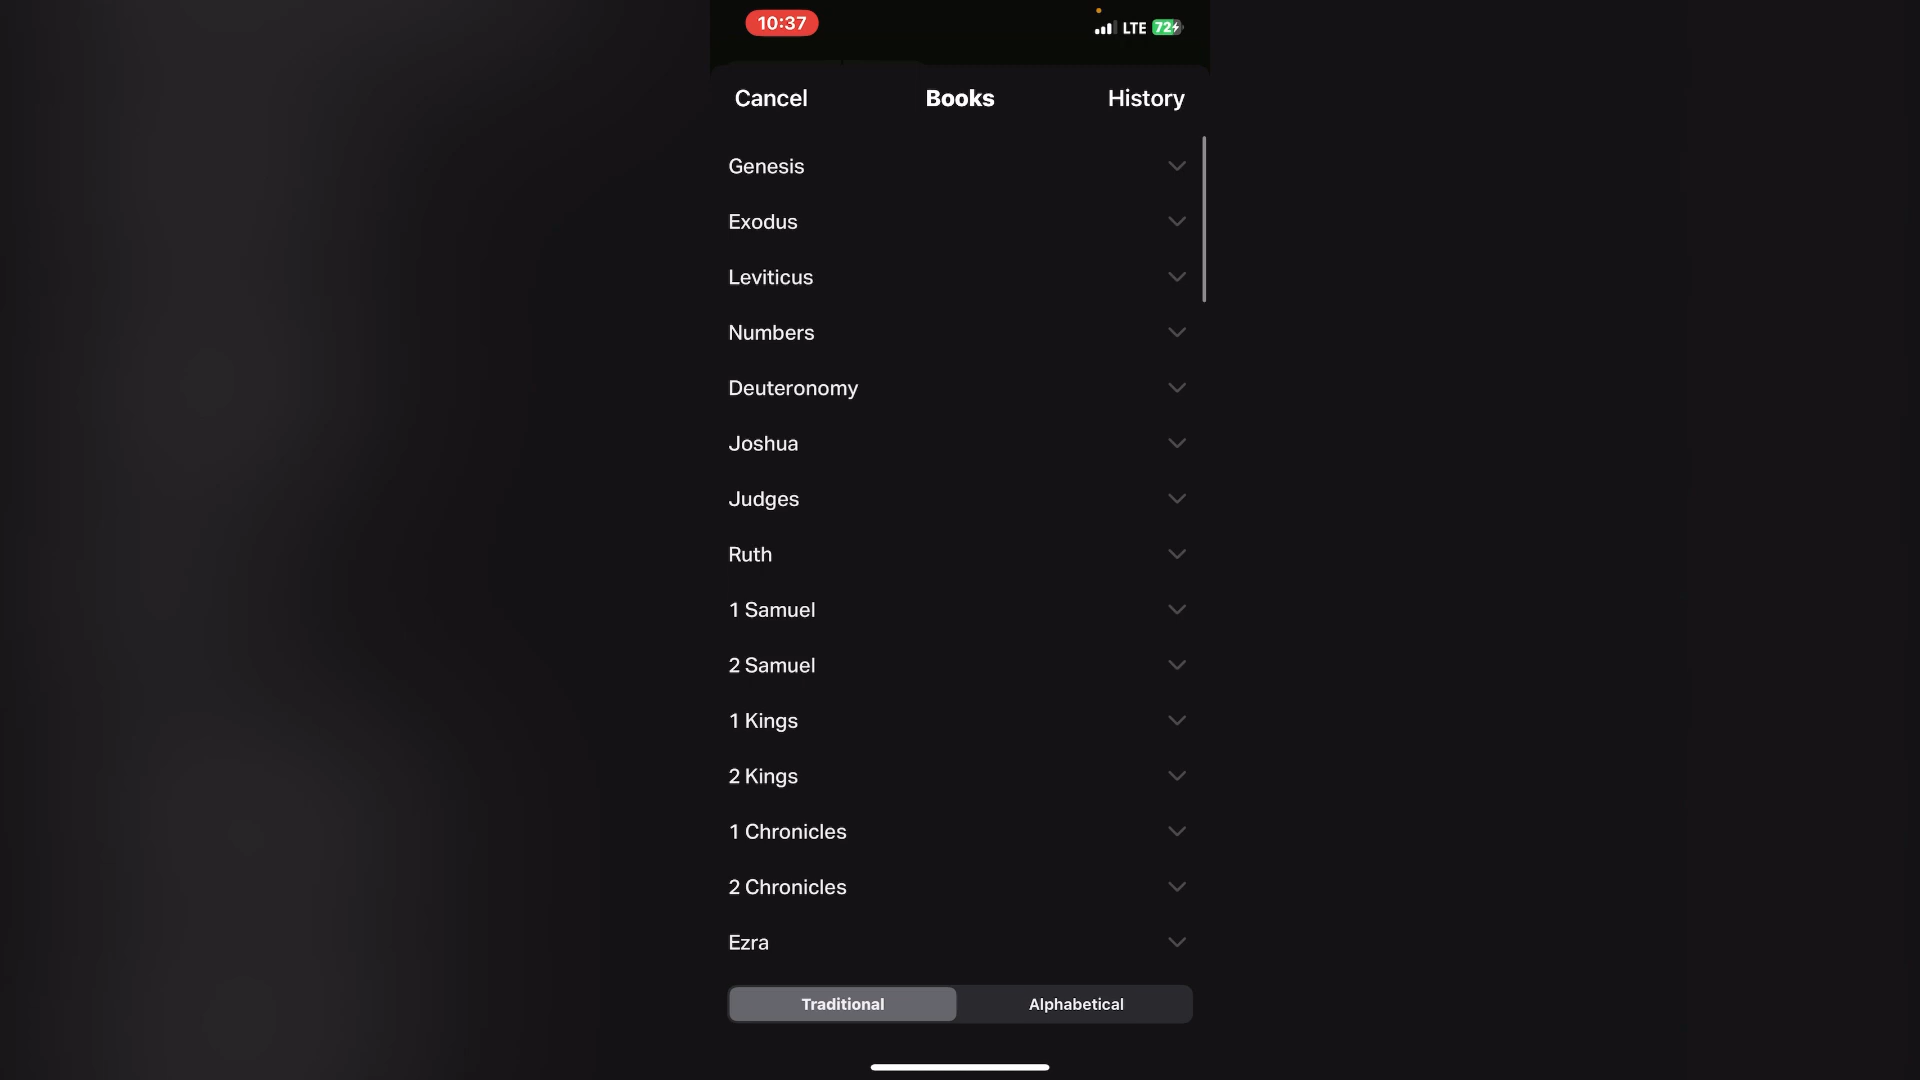 10:37
LTE 72
Cancel Books History
Genesis
Exodus
Leviticus
Numbers
Deuteronomy
Joshua
Judges
Ruth
1 Samuel
2 Samuel
1 Kings
2 Kings
1 Chronicles
2 Chronicles
Ezra
Traditional Alphabetical